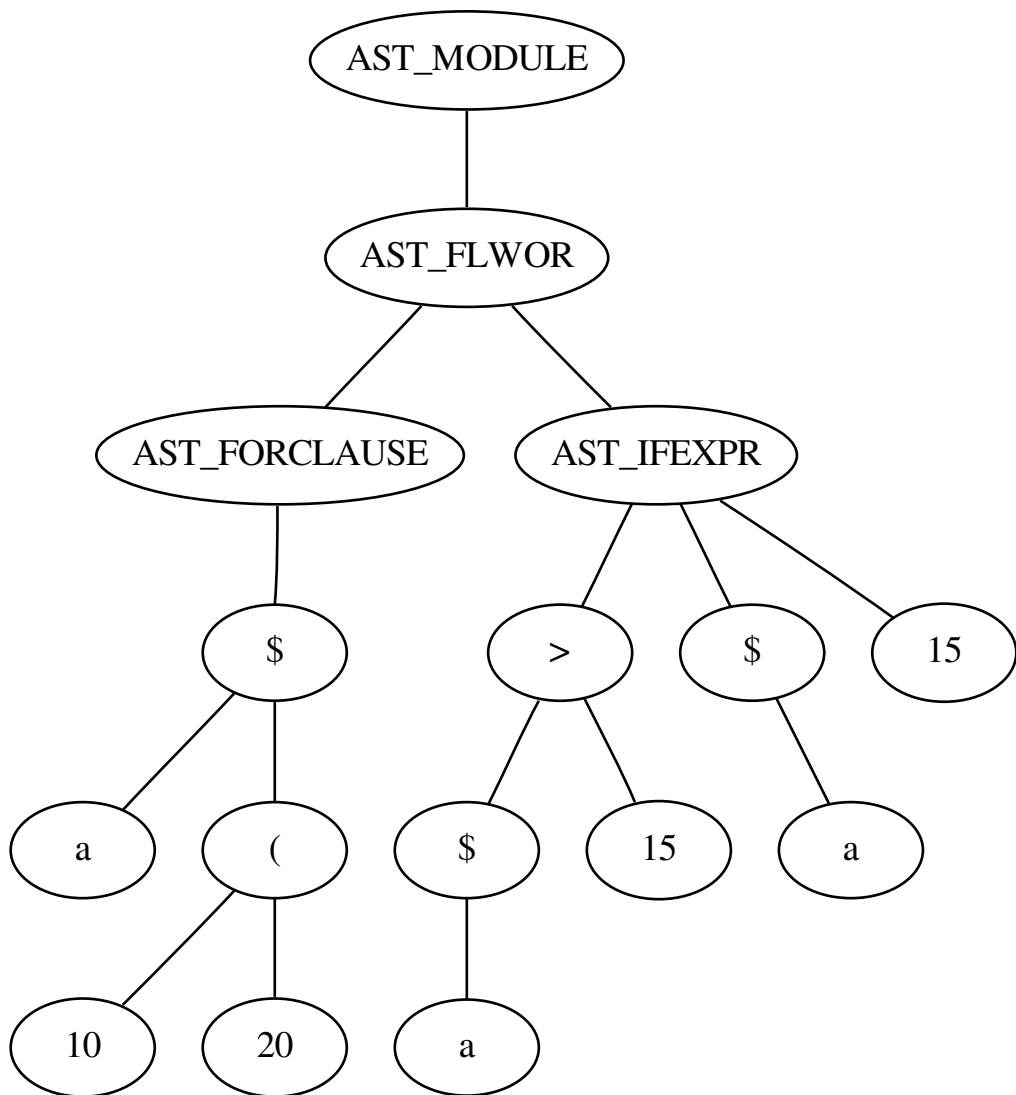 AST_MODULE
AST_FLWOR
AST_FORCLAUSE AST_IFEXPR
$ > $ 15
a ( $ 15 a
10 20 a